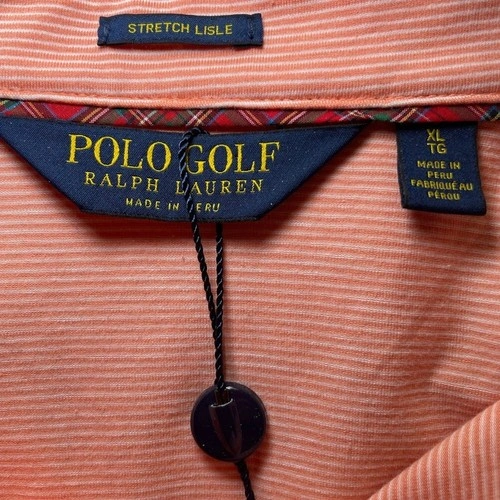 STRETCH LISLE
POLO GOLF
RALPH LAUREN
MADE IN PERU
XL
TG
MADE IN
PERU
FABRIQUÉ AU
PÉROU